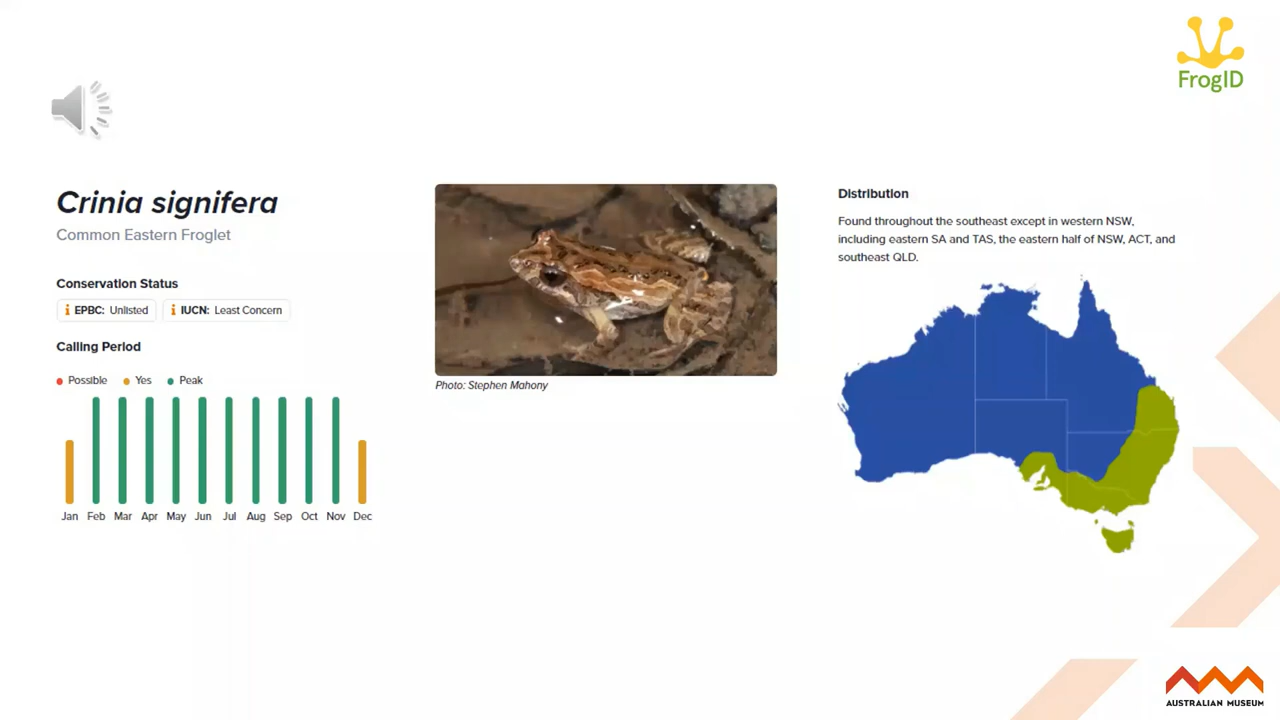 FrogID
Crinia signifera
Common Eastern Froglet
Conservation Status
EPBC: Unlisted
IUCN: Least Concern
Calling Period
Possible Yes Peak
Jan Feb Mar Apr May Jun Jul Aug Sep Oct Nov Dec
Photo: Stephen Mahony
Distribution
Found throughout the southeast except in western NSW,
including eastern SA and TAS, the eastern half of NSW, ACT, and
southeast QLD.
AUSTRALIAN MUSEUM